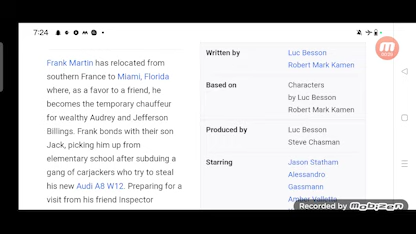 7:24
Frank Martin has relocated from
southern France to Miami, Florida
where, as a favor to a friend, he
becomes the temporary chauffeur
for wealthy Audrey and Jefferson
Billings. Frank bonds with their son
Jack, picking him up from
elementary school after subduing a
gang of carjackers who try to steal
his new Audi A8 W12. Preparing for a
visit from his friend Inspector
Written by
Luc Besson
Robert Mark Kamen
Based on
Characters
by Luc Besson
Robert Mark Kamen
Produced by
Luc Besson
Steve Chasman
Starring
Jason Statham
Alessandro
Gassmann
Amber Valletta
Recorded by MOBIZEN